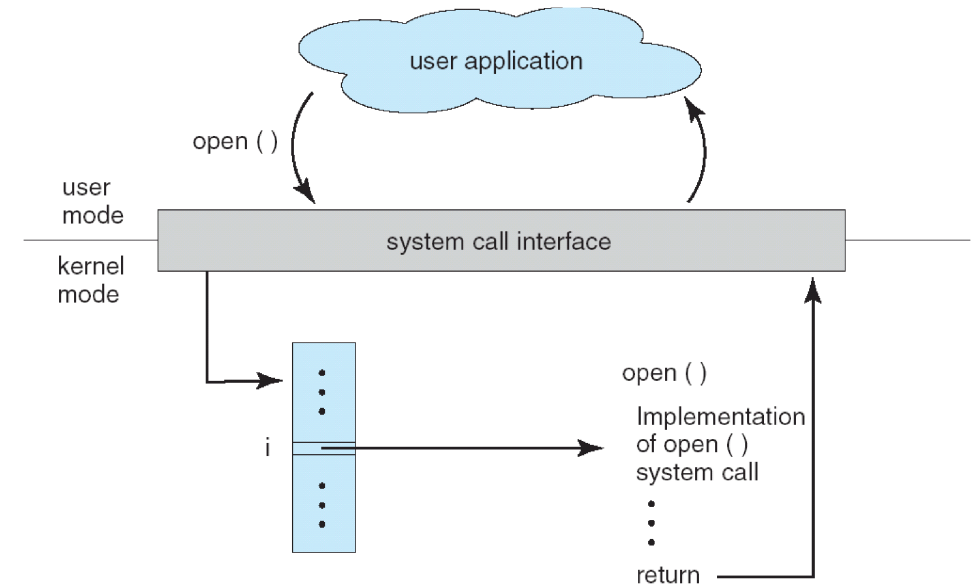 user application
open ( )
user
mode
system call interface
kernel
mode
open ( )
Implementation
i
of open ( )
system call
return